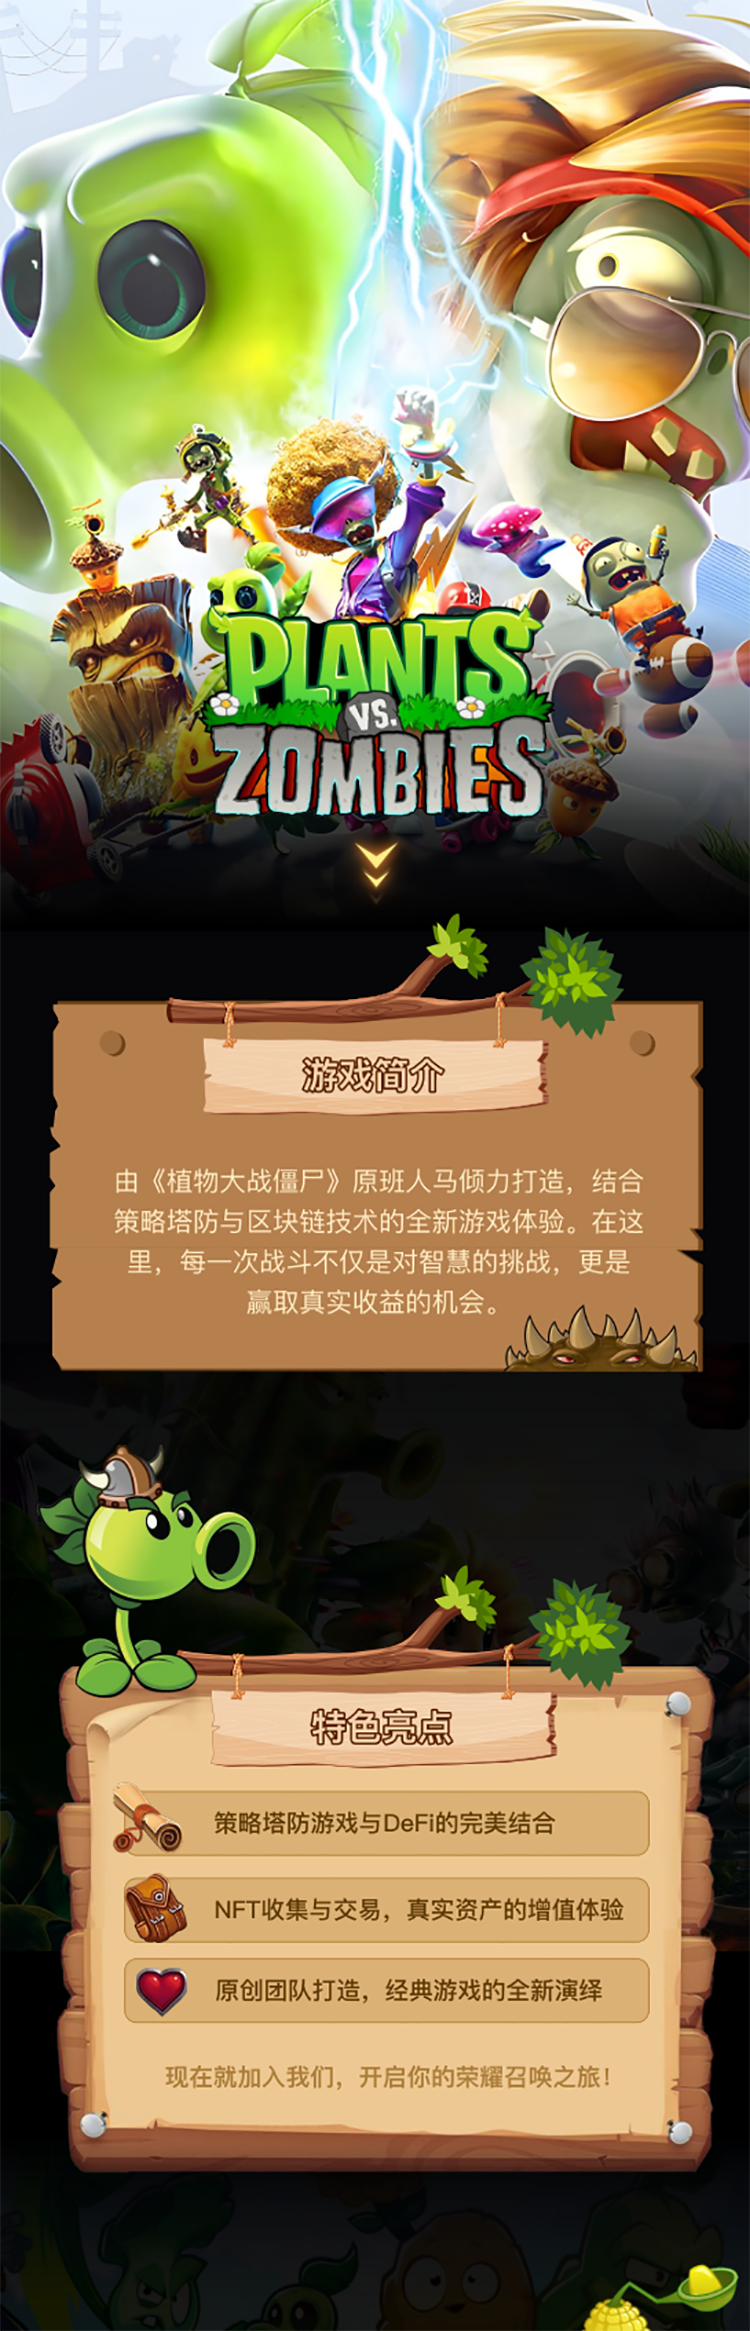 PLANTS
VS.
ZOMBIES
游戏简介
由《植物大战僵尸》原班人马倾力打造，结合
策略塔防与区块链技术的全新游戏体验。在这
里，每一次战斗不仅是对智慧的挑战，更是
赢取真实收益的机会。
特色亮点
策略塔防游戏与DeFi的完美结合
NFT收集与交易，真实资产的增值体验
原创团队打造，经典游戏的全新演绎
现在就加入我们，开启你的荣耀召唤之旅！